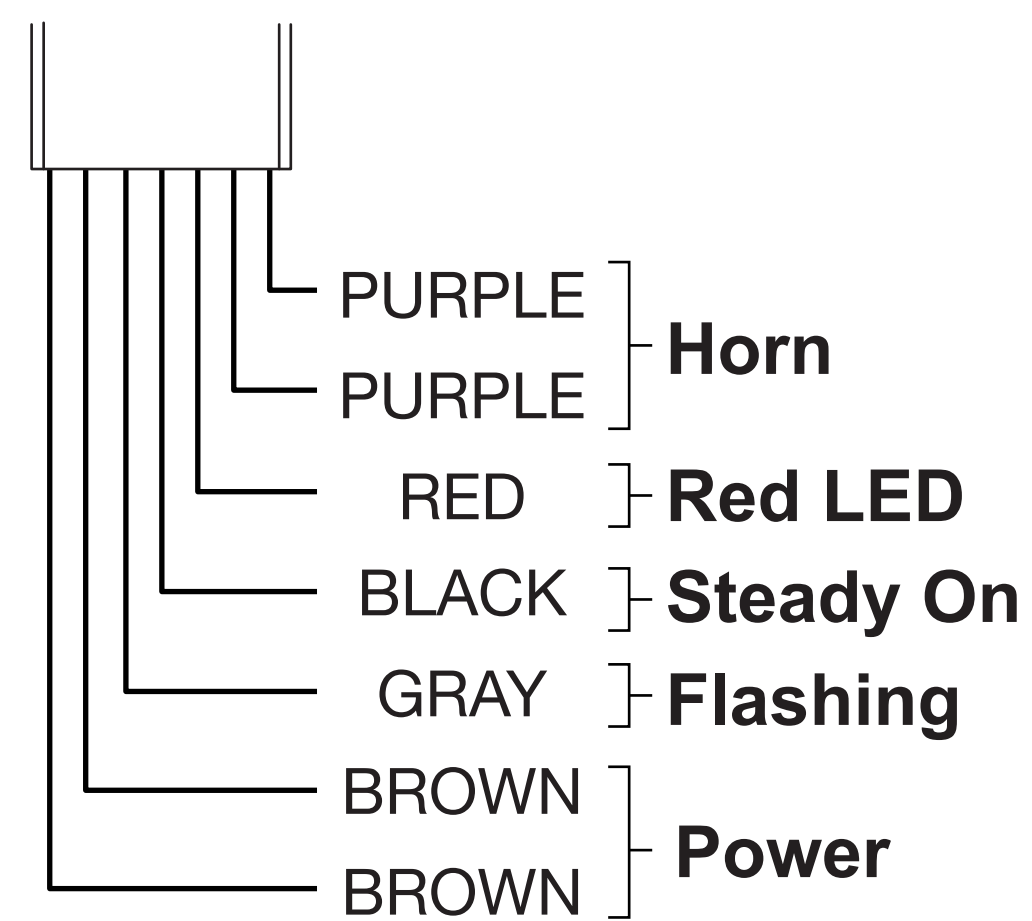 PURPLE
PURPLE
Horn
RED
Red LED
BLACK
Steady On
GRAY
Flashing
BROWN
BROWN
Power